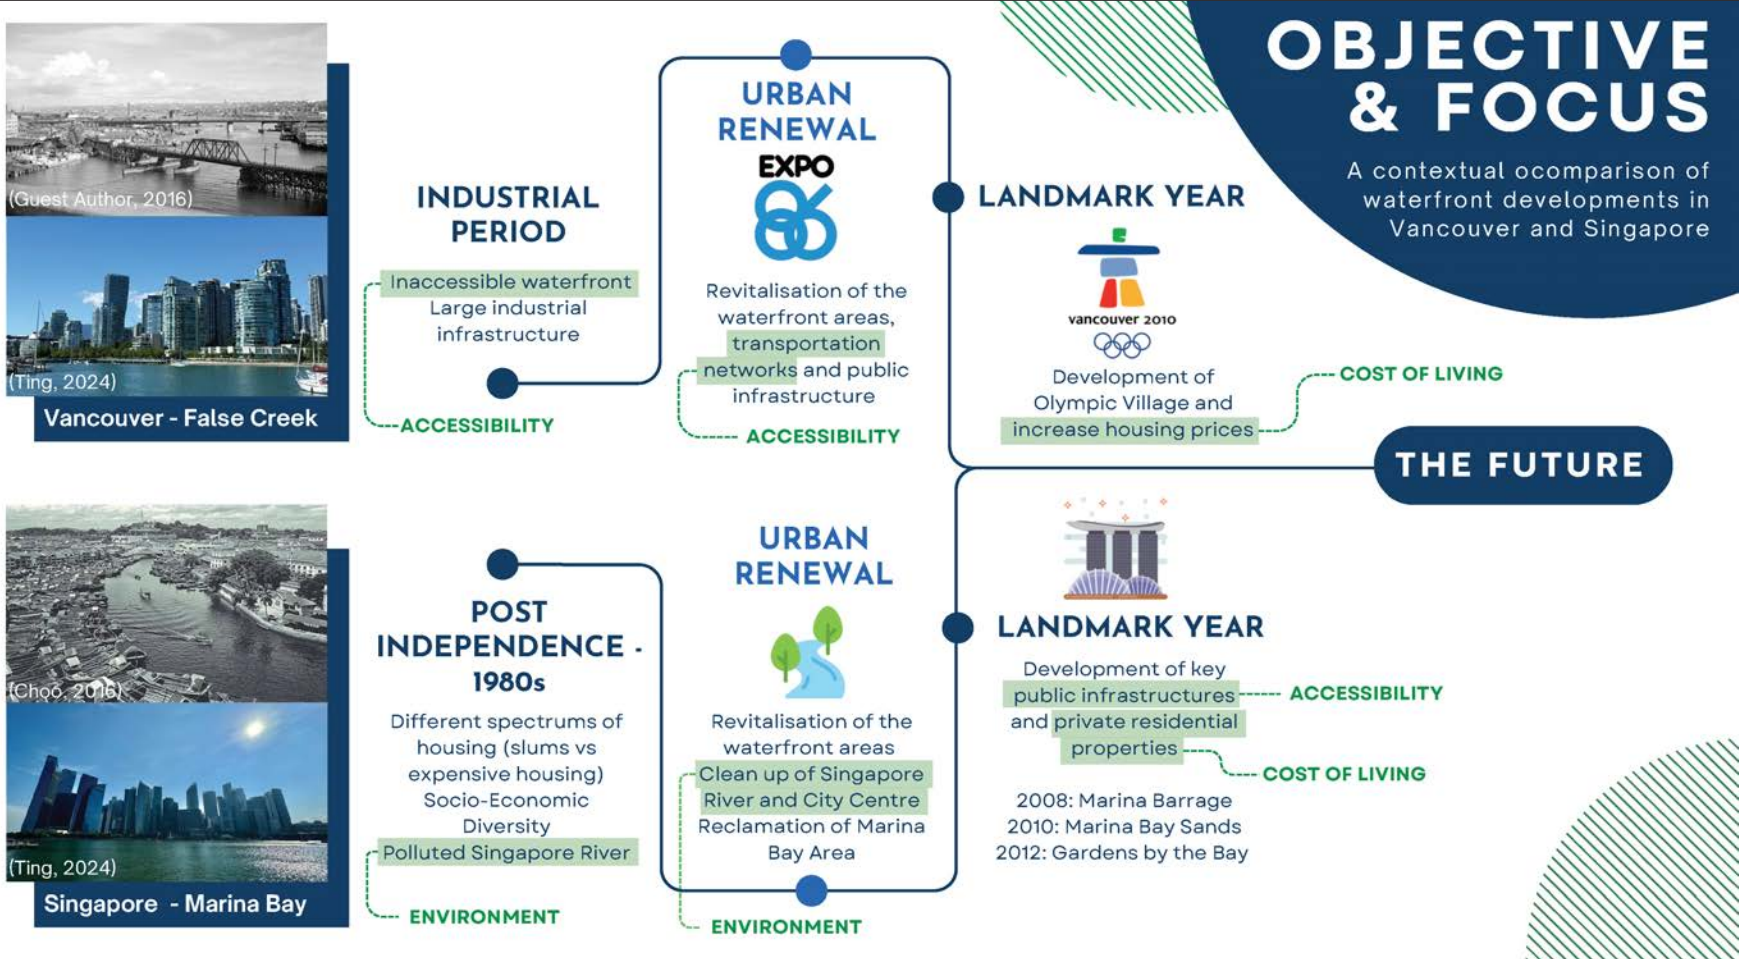 OBJECTIVE
& FOCUS
A contextual ocomparison of
waterfront developments in
Vancouver and Singapore
(Guest Author, 2016)
(Ting, 2024)
Vancouver - False Creek
INDUSTRIAL
PERIOD
Inaccessible waterfront
Large industrial
infrastructure
ACCESSIBILITY
URBAN
RENEWAL
EXPO
86
Revitalisation of the
waterfront areas,
transportation
networks and public
infrastructure
ACCESSIBILITY
LANDMARK YEAR
vancouver 2010
Development of
Olympic Village and
increase housing prices
COST OF LIVING
THE FUTURE
(Choo, 2016)
(Ting, 2024)
Singapore - Marina Bay
POST
INDEPENDENCE -
1980s
Different spectrums of
housing (slums vs
expensive housing)
Socio-Economic
Diversity
Polluted Singapore River
ENVIRONMENT
URBAN
RENEWAL
Revitalisation of the
waterfront areas
Clean up of Singapore
River and City Centre
Reclamation of Marina
Bay Area
ENVIRONMENT
LANDMARK YEAR
Development of key
public infrastructures
and private residential
properties
ACCESSIBILITY
COST OF LIVING
2008: Marina Barrage
2010: Marina Bay Sands
2012: Gardens by the Bay